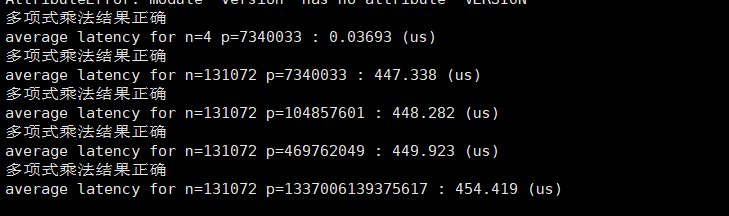 AttributeError: module 'version' has no attribute 'VERSION'
多项式乘法结果正确
average latency for n=4 p=7340033 : 0.03693 (us)
多项式乘法结果正确
average latency for n=131072 p=7340033 : 447.338 (us)
多项式乘法结果正确
average latency for n=131072 p=104857601 : 448.282 (us)
多项式乘法结果正确
average latency for n=131072 p=469762049 : 449.923 (us)
多项式乘法结果正确
average latency for n=131072 p=1337006139375617 : 454.419 (us)